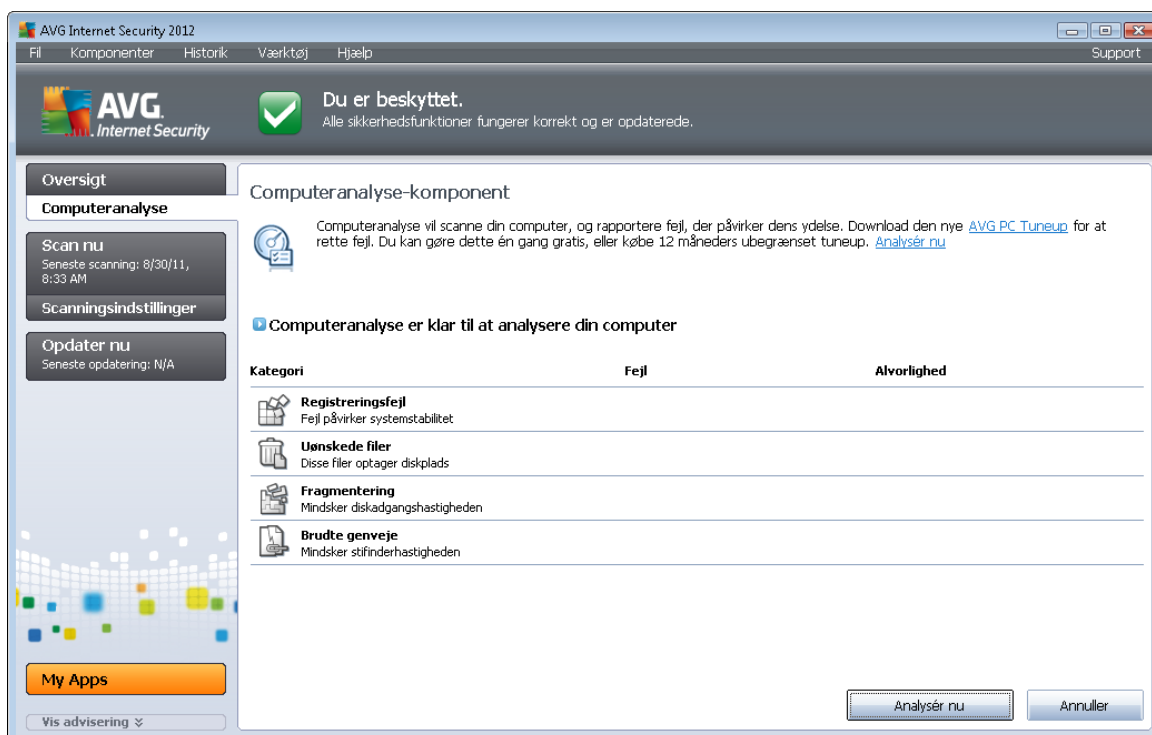 AVG Internet Security 2012
Fil Komponenter Historik Værktøj Hjælp Support
AVG.
Internet Security
Du er beskyttet.
Alle sikkerhedsfunktioner fungerer korrekt og er opdaterede.
Oversigt
Computeranalyse
Scan nu
Seneste scanning: 8/30/11,
8:33 AM
Scanningsindstillinger
Opdater nu
Seneste opdatering: N/A
My Apps
Vis advisering
Computeranalyse-komponent
Computeranalyse vil scanne din computer, og rapportere fejl, der påvirker dens ydelse. Download den nye AVG PC Tuneup for at
rette fejl. Du kan gøre dette én gang gratis, eller købe 12 måneders ubegrænset tuneup. Analysér nu
Computeranalyse er klar til at analysere din computer
Kategori Fejl Alvorlighed
Registreringsfejl
Fejl påvirker systemstabilitet
Uønskede filer
Disse filer optager diskplads
Fragmentering
Mindsker diskadgangshastigheden
Brudte genveje
Mindsker stifinderhastigheden
Analysér nu Annuller